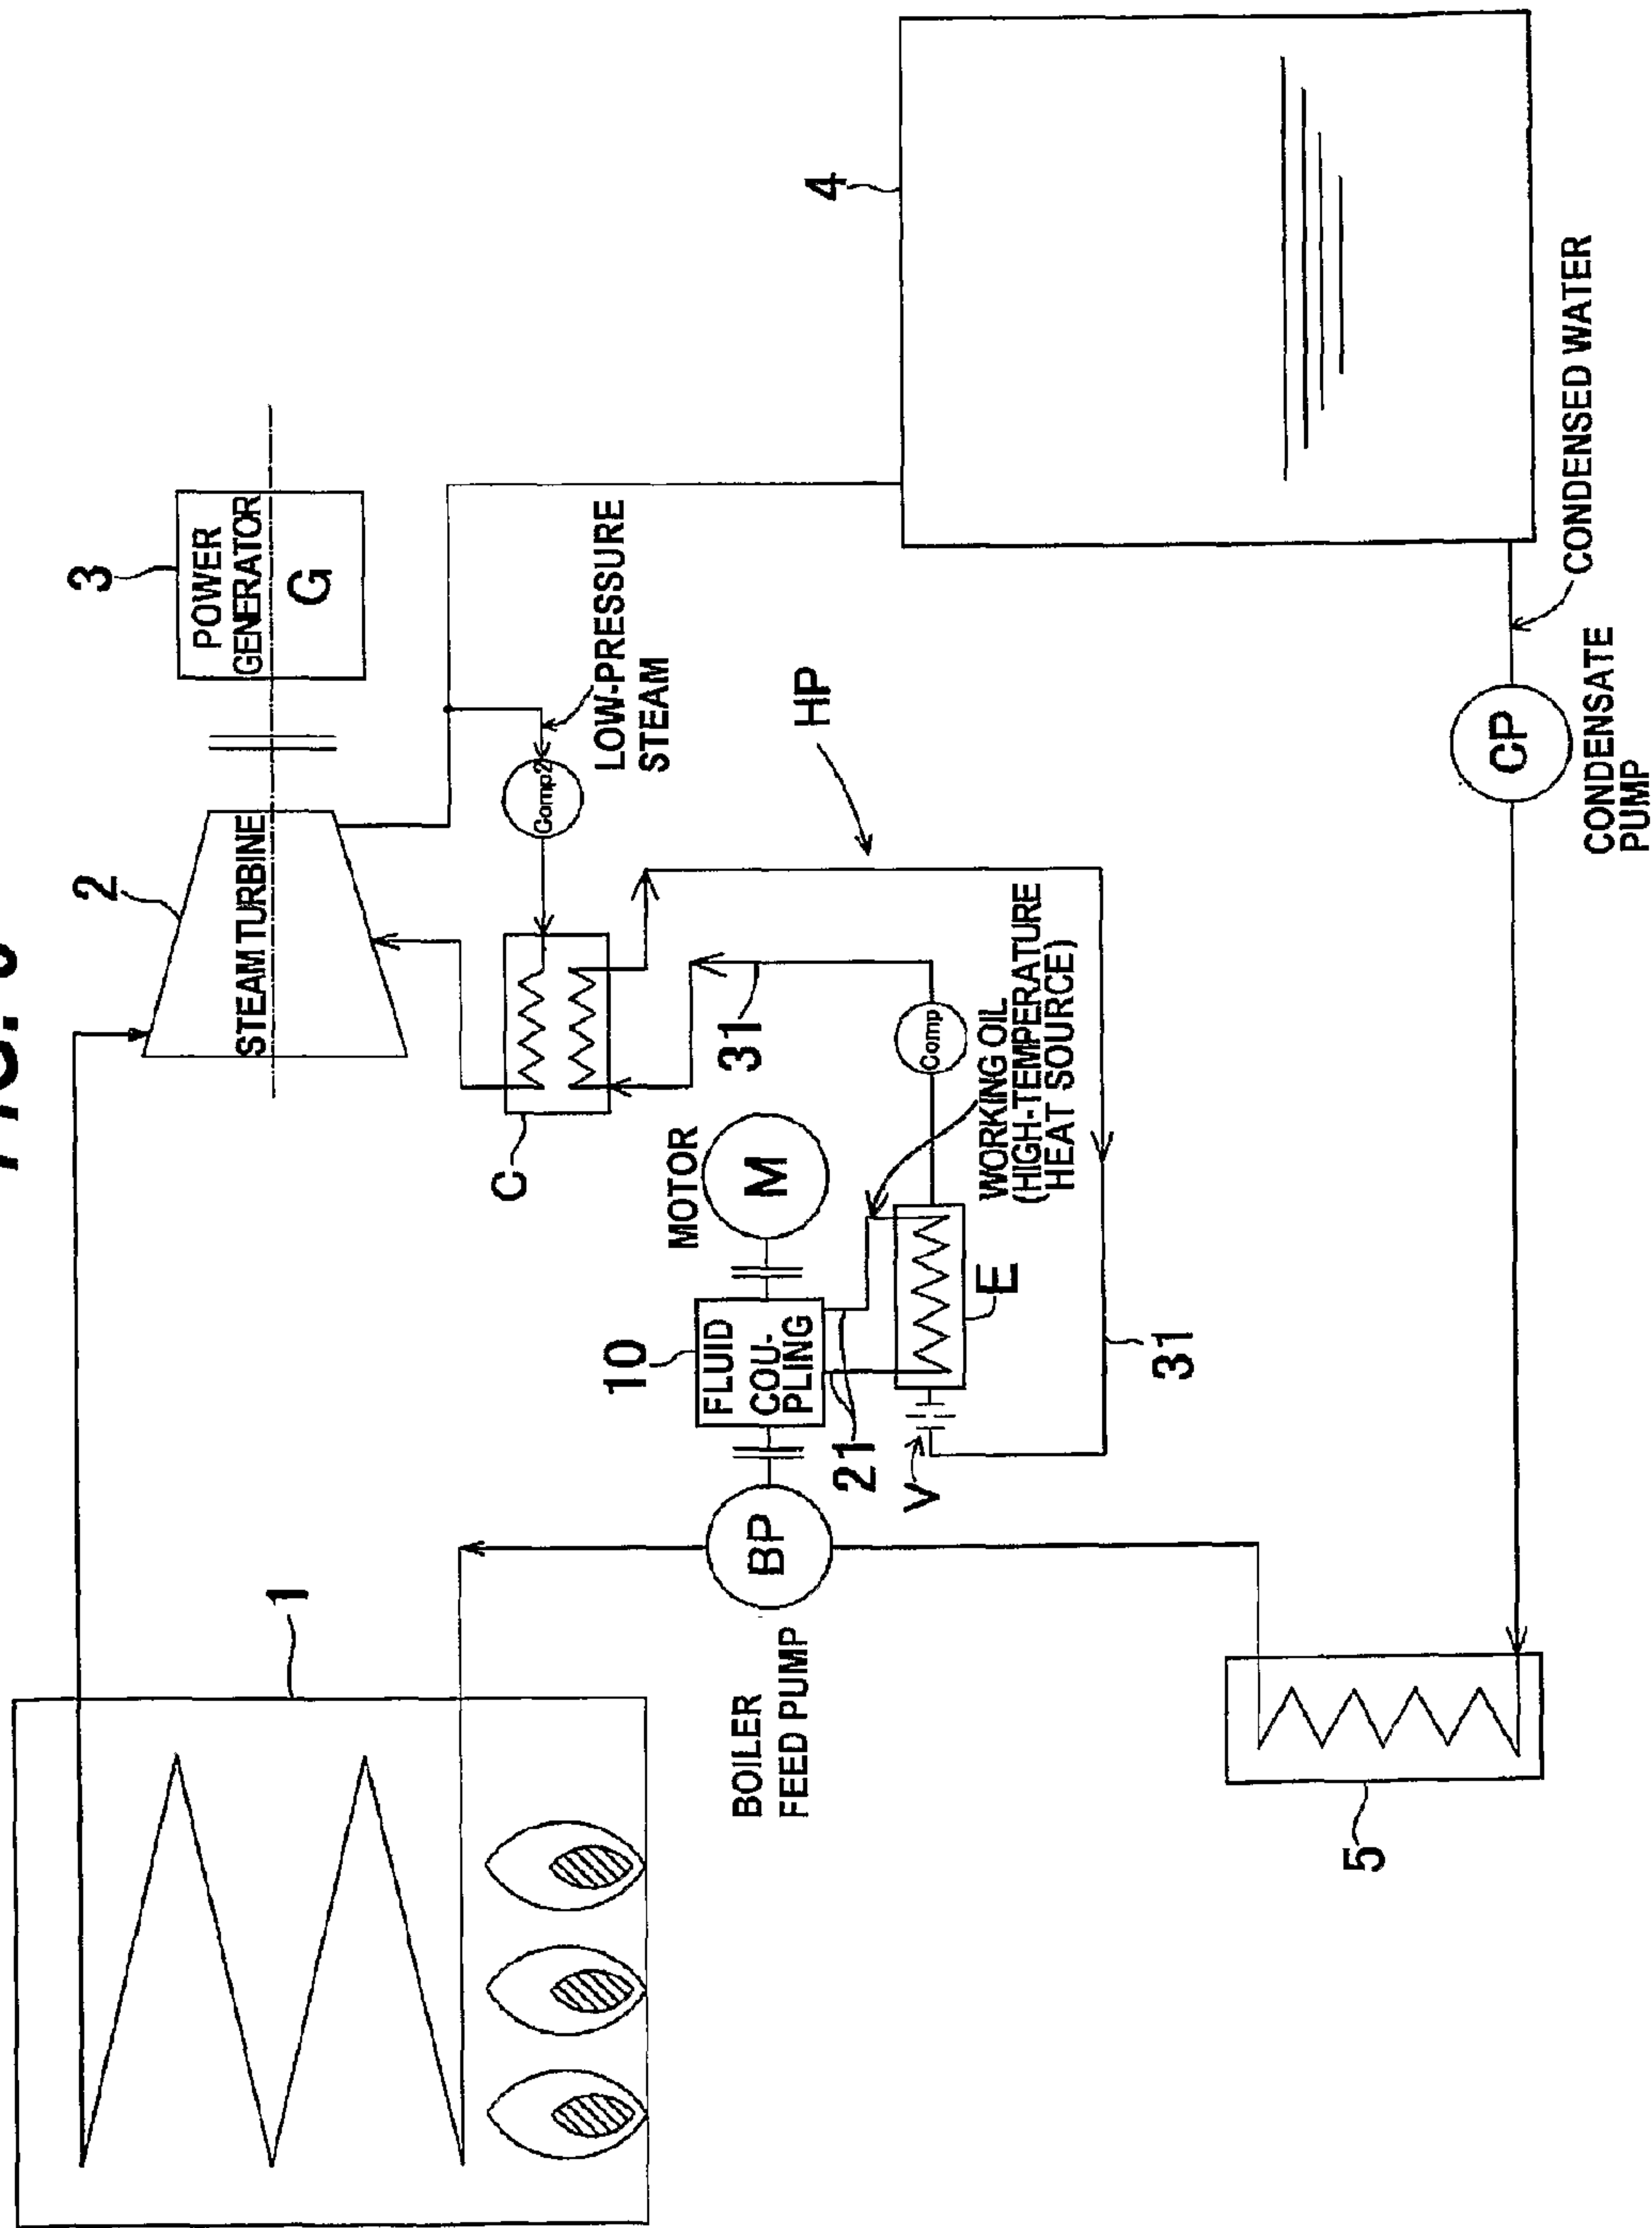 1
2
STEAM TURBINE
3
POWER
GENERATOR
G
Comp2
LOW-PRESSURE
STEAM
C
31
HP
MOTOR
M
10
FLUID
COU-
PLING
21
Comp
WORKING OIL
(HIGH-TEMPERATURE
HEAT SOURCE)
E
V
31
BP
BOILER
FEED PUMP
4
CONDENSED WATER
CP
CONDENSATE
PUMP
5